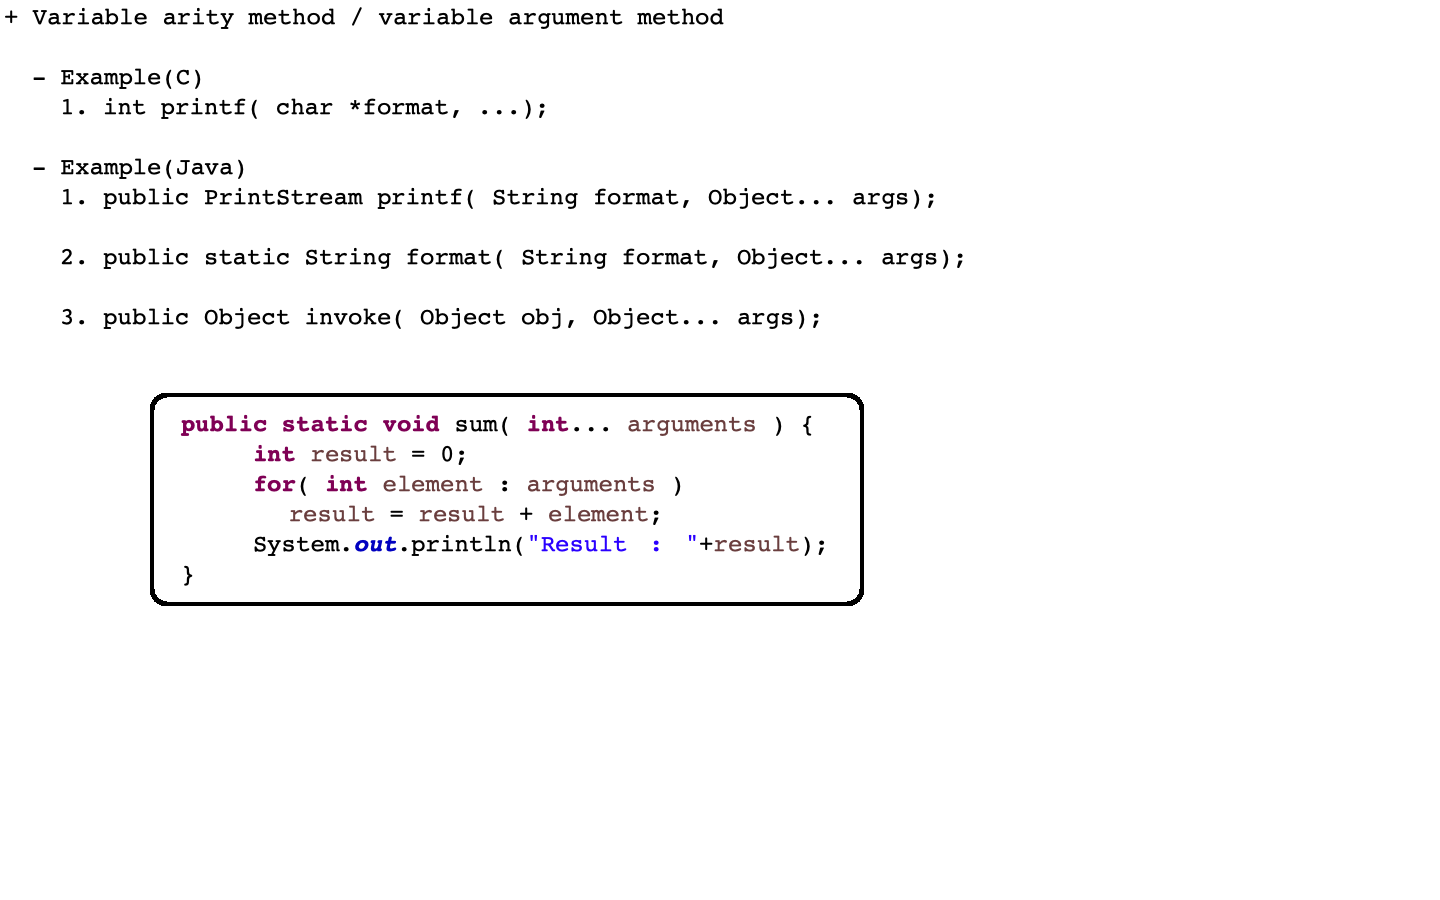 + Variable arity method / variable argument method
- Example(C)
1. int printf( char *format, ...);
- Example(Java)
1. public PrintStream printf( String format, Object... args);
2. public static String format( String format, Object... args);
3. public Object invoke( Object obj, Object... args);
public static void sum( int... arguments ) {
int result = 0;
for( int element : arguments )
result = result + element;
System.out.println("Result : "+result);
}